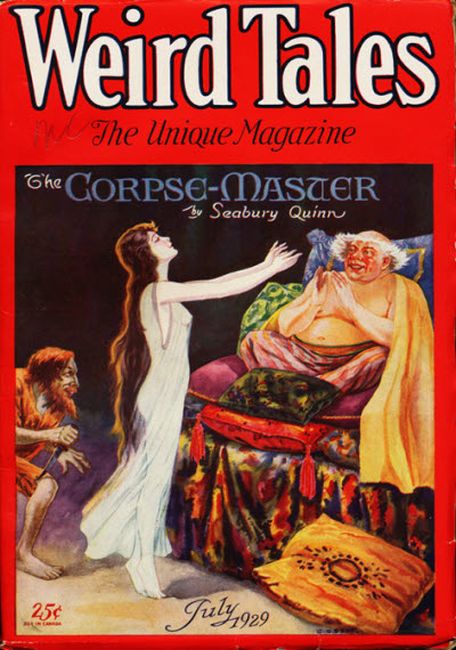 Weird Tales
The Unique Magazine
The CORPSE-MASTER
by Seabury Quinn
25¢
July
1929